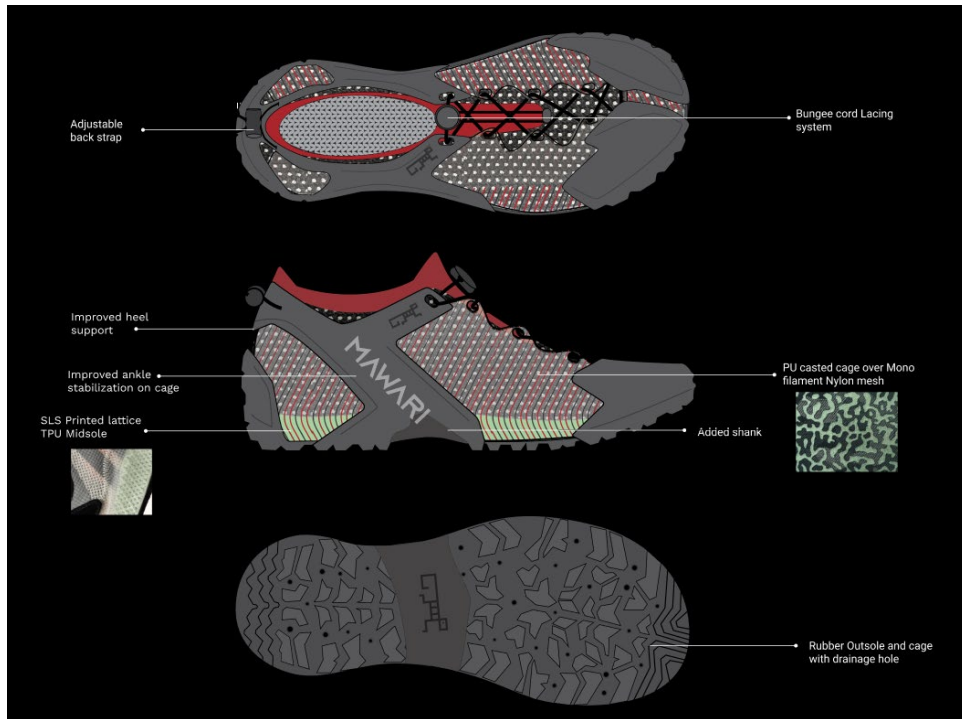 Adjustable
back strap
Bungee cord Lacing
system
Improved heel
support
Improved ankle
stabilization on cage
SLS Printed lattice
TPU Midsole
MAWARI
PU casted cage over Mono
filament Nylon mesh
Added shank
Rubber Outsole and cage
with drainage hole